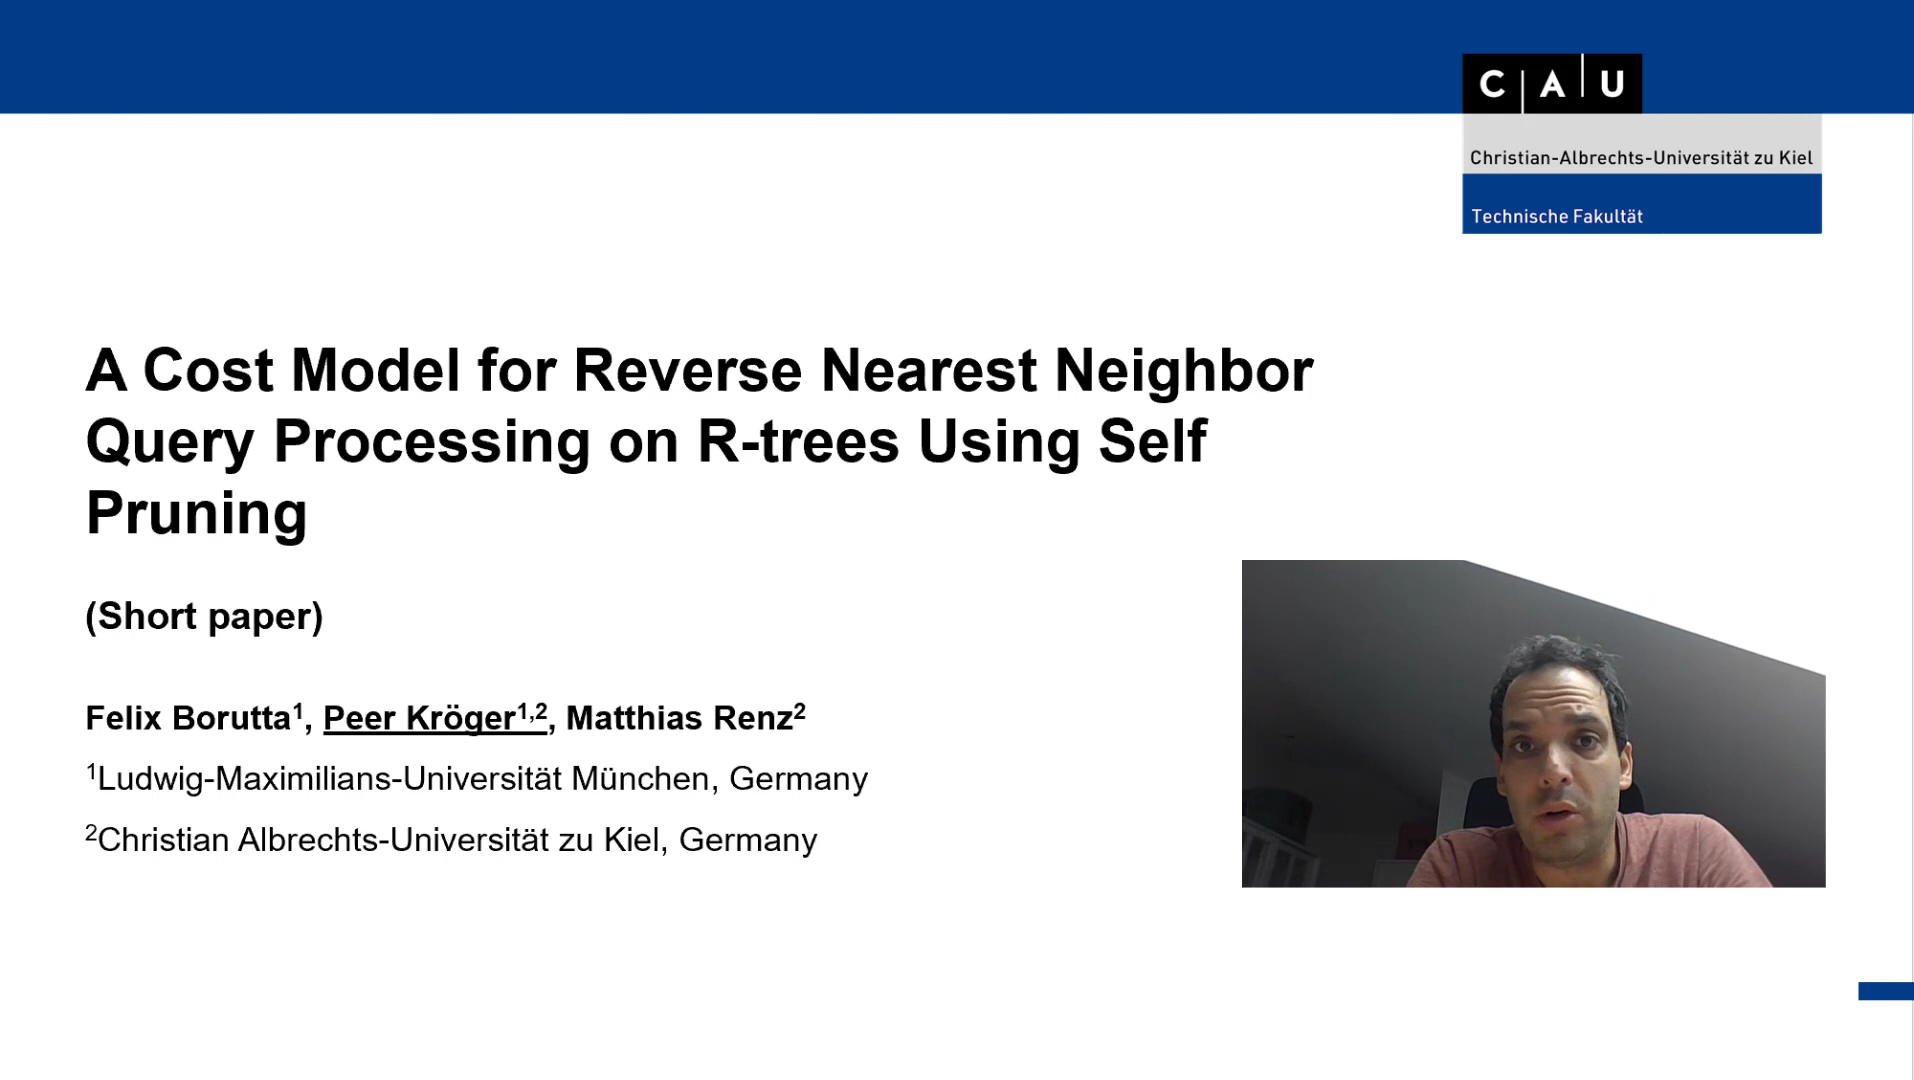 C A U
Christian-Albrechts-Universität zu Kiel
Technische Fakultät
A Cost Model for Reverse Nearest Neighbor
Query Processing on R-trees Using Self
Pruning
(Short paper)
Felix Borutta¹, Peer Kröger¹,², Matthias Renz²
¹Ludwig-Maximilians-Universität München, Germany
²Christian Albrechts-Universität zu Kiel, Germany